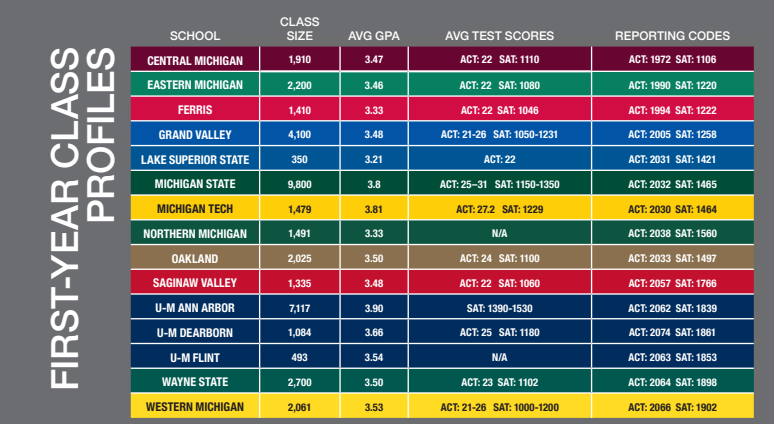 FIRST-YEAR CLASS
PROFILES
SCHOOL CLASS SIZE AVG GPA AVG TEST SCORES REPORTING CODES
CENTRAL MICHIGAN 1,910 3.47 ACT: 22 SAT: 1110 ACT: 1972 SAT: 1106
EASTERN MICHIGAN 2,200 3.46 ACT: 22 SAT: 1080 ACT: 1990 SAT: 1220
FERRIS 1,410 3.33 ACT: 22 SAT: 1046 ACT: 1994 SAT: 1222
GRAND VALLEY 4,100 3.48 ACT: 21-26 SAT: 1050-1231 ACT: 2005 SAT: 1258
LAKE SUPERIOR STATE 350 3.21 ACT: 22 ACT: 2031 SAT: 1421
MICHIGAN STATE 9,800 3.8 ACT: 25–31 SAT: 1150-1350 ACT: 2032 SAT: 1465
MICHIGAN TECH 1,479 3.81 ACT: 27.2 SAT: 1229 ACT: 2030 SAT: 1464
NORTHERN MICHIGAN 1,491 3.33 N/A ACT: 2038 SAT: 1560
OAKLAND 2,025 3.50 ACT: 24 SAT: 1100 ACT: 2033 SAT: 1497
SAGINAW VALLEY 1,335 3.48 ACT: 22 SAT: 1060 ACT: 2057 SAT: 1766
U-M ANN ARBOR 7,117 3.90 SAT: 1390-1530 ACT: 2062 SAT: 1839
U-M DEARBORN 1,084 3.66 ACT: 25 SAT: 1180 ACT: 2074 SAT: 1861
U-M FLINT 493 3.54 N/A ACT: 2063 SAT: 1853
WAYNE STATE 2,700 3.50 ACT: 23 SAT: 1102 ACT: 2064 SAT: 1898
WESTERN MICHIGAN 2,061 3.53 ACT: 21-26 SAT: 1000-1200 ACT: 2066 SAT: 1902